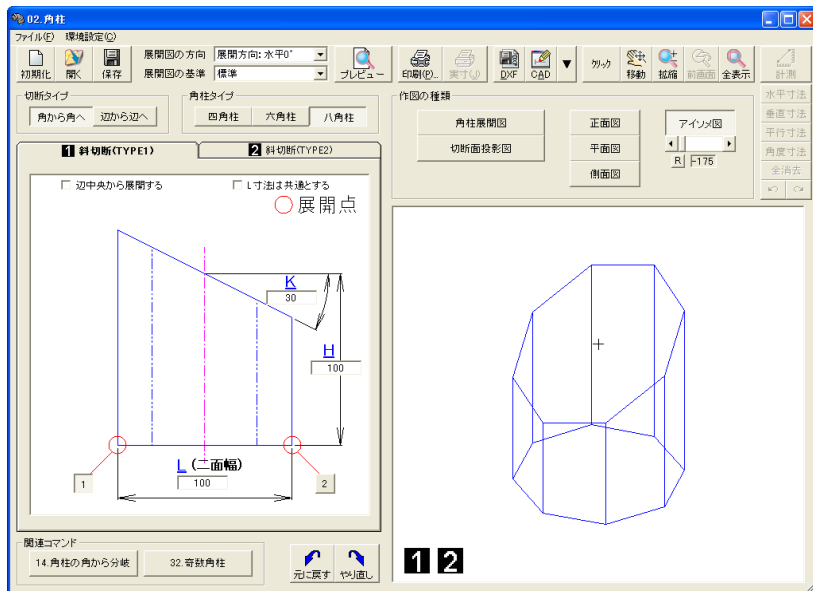 02.角柱
ファイル(F) 環境設定(C)
初期化 開く 保存 展開図の方向 展開方向:水平0° 展開図の基準 標準 プレビュー 印刷(P)... 実寸(J) DXF CAD クリック 移動 拡縮 前画面 全表示 計測
切断タイプ 角柱タイプ 作図の種類
角から角へ 辺から辺へ 四角柱 六角柱 八角柱
角柱展開図 正面図 アイソメ図
切断面投影図 平面図
R -175
側面図
水平寸法
垂直寸法
平行寸法
角度寸法
全消去
1 斜切断(TYPE1) 2 斜切断(TYPE2)
辺中央から展開する L寸法は共通とする
展開点
K
30
H
100
L (二面幅)
100
1 2
関連コマンド
14.角柱の角から分岐 32.奇数角柱 元に戻す やり直し
1 2